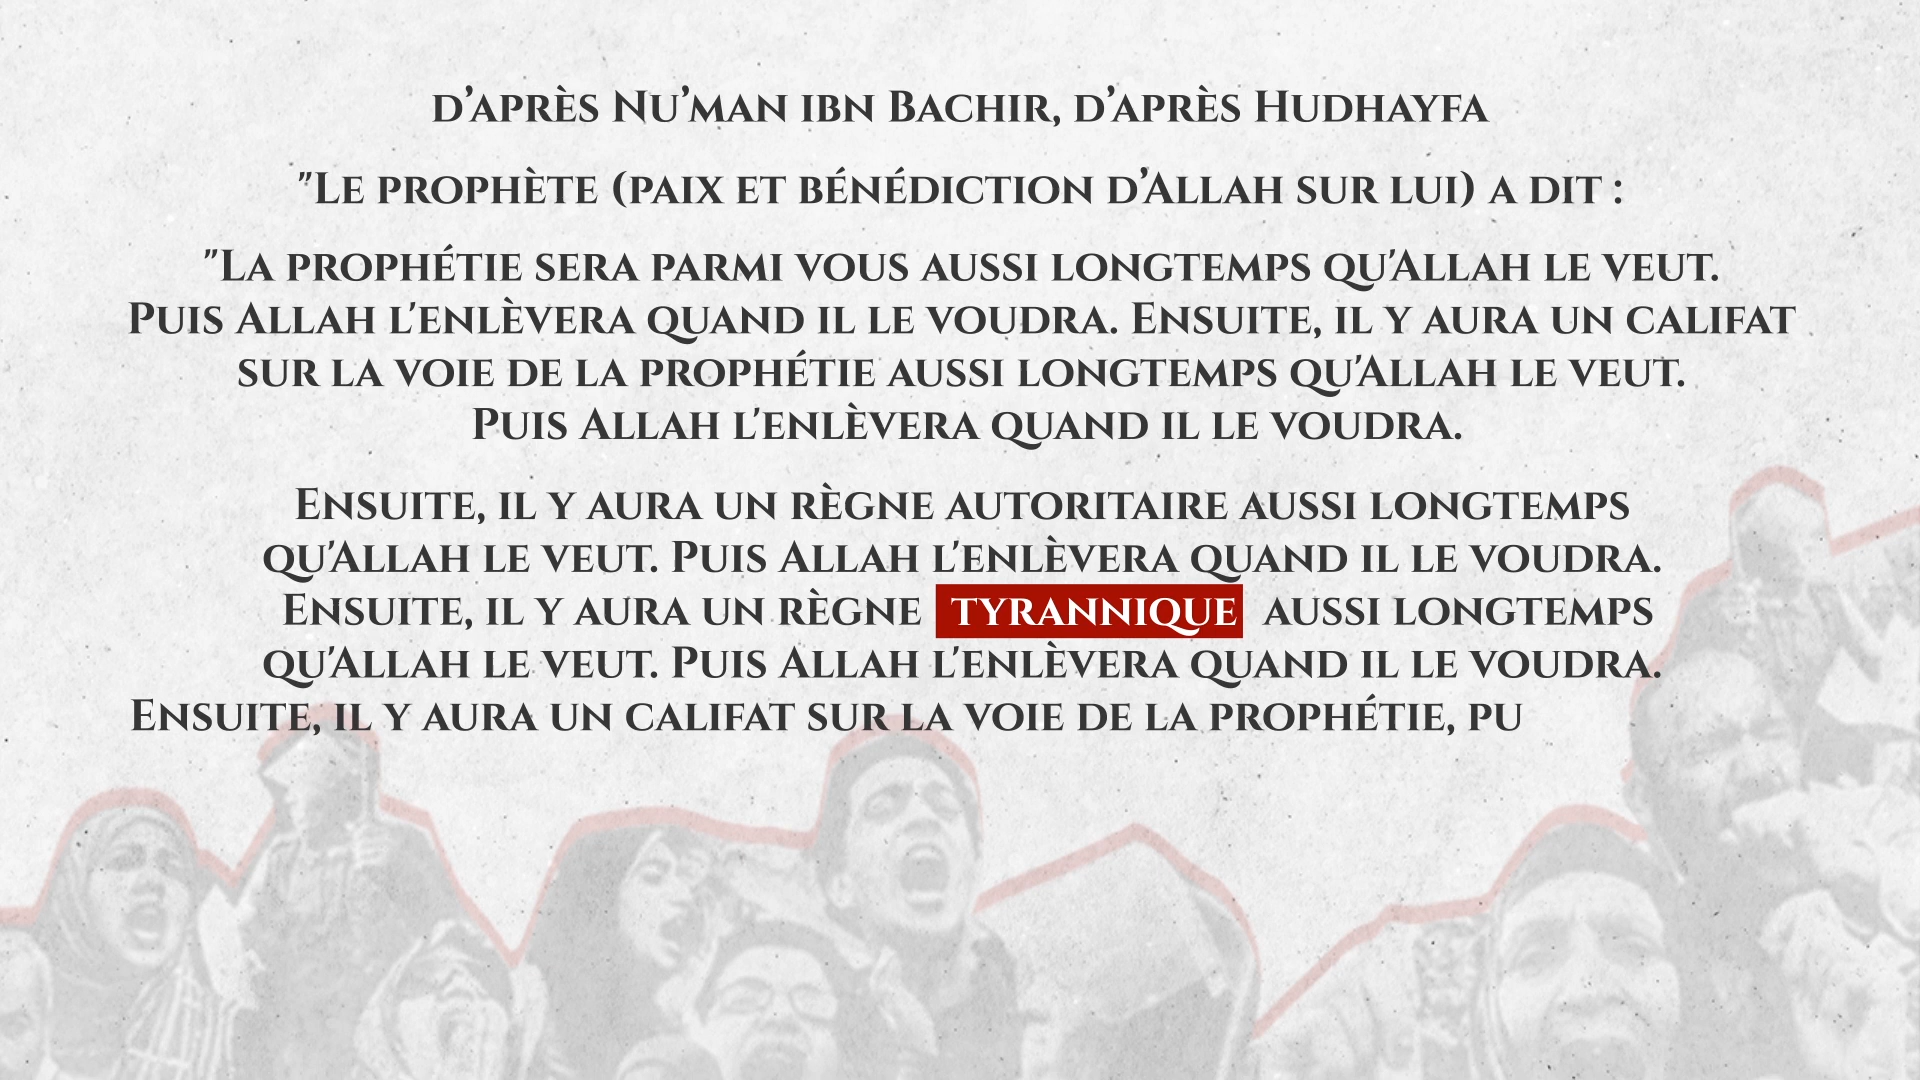 d’après Nu’man ibn Bachir, d’après Hudhayfa
"Le prophète (paix et bénédiction d’Allah sur lui) a dit :
"La prophétie sera parmi vous aussi longtemps qu'Allah le veut.
Puis Allah l'enlèvera quand il le voudra. Ensuite, il y aura un califat
sur la voie de la prophétie aussi longtemps qu'Allah le veut.
Puis Allah l'enlèvera quand il le voudra.
Ensuite, il y aura un règne autoritaire aussi longtemps
qu'Allah le veut. Puis Allah l'enlèvera quand il le voudra.
Ensuite, il y aura un règne tyrannique aussi longtemps
qu'Allah le veut. Puis Allah l'enlèvera quand il le voudra.
Ensuite, il y aura un califat sur la voie de la prophétie, pu